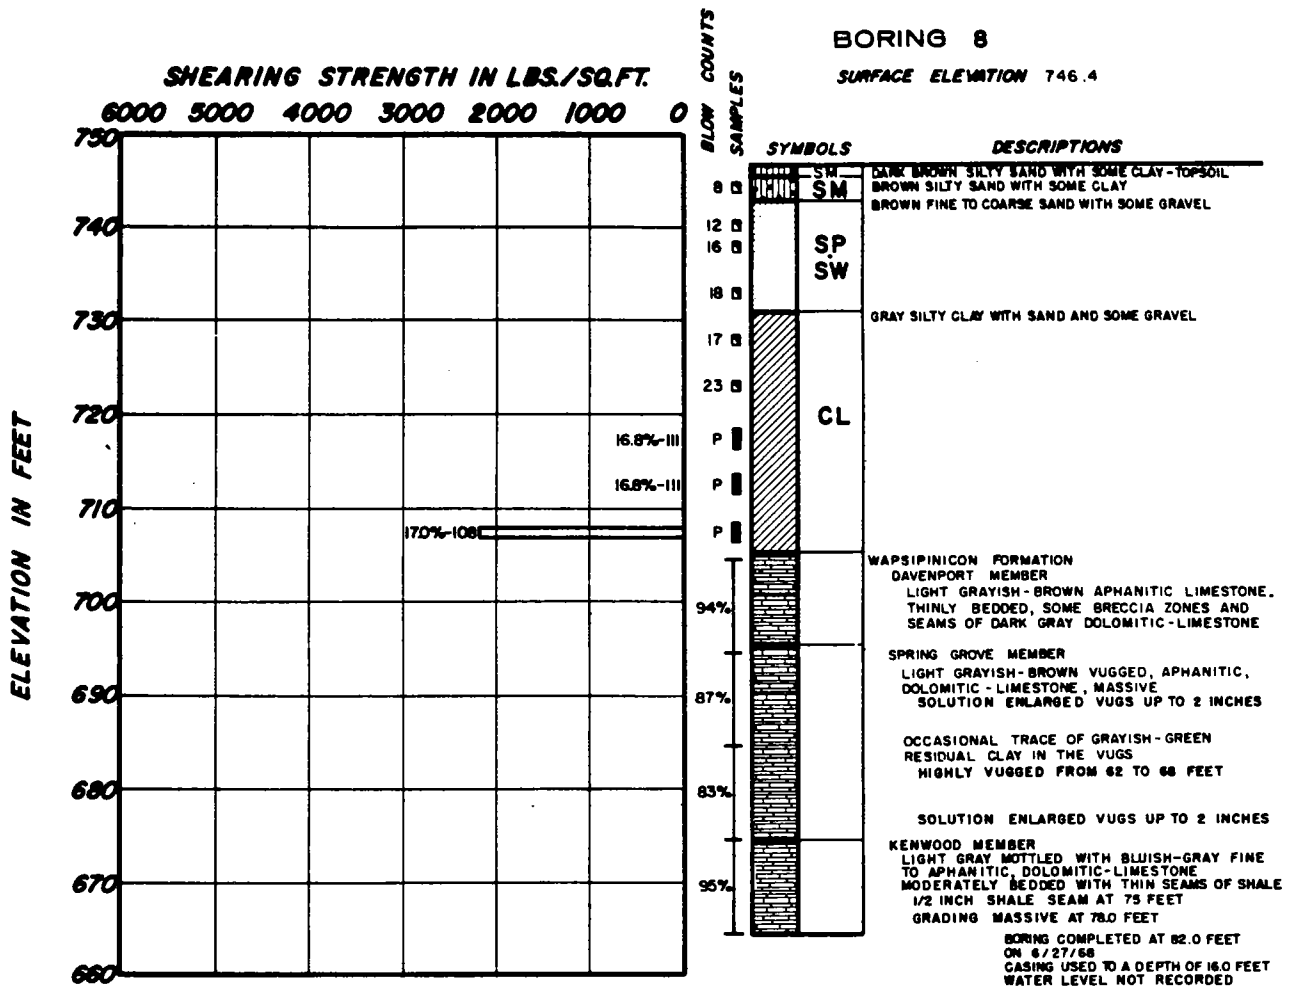 BORING 8
SURFACE ELEVATION 746.4
SHEARING STRENGTH IN LBS./SQ.FT.
6000 5000 4000 3000 2000 1000 0
BLOW COUNTS
SAMPLES
SYMBOLS
DESCRIPTIONS
ELEVATION IN FEET
750
740
730
720
710
700
690
680
670
660
16.8%-111
16.8%-111
17.0%-108
8
12
16
18
17
23
P
P
P
94%
87%
83%
95%
SM
SM
SP
SW
CL
DARK BROWN SILTY SAND WITH SOME CLAY-TOPSOIL
BROWN SILTY SAND WITH SOME CLAY
BROWN FINE TO COARSE SAND WITH SOME GRAVEL
GRAY SILTY CLAY WITH SAND AND SOME GRAVEL
WAPSIPINICON FORMATION
DAVENPORT MEMBER
LIGHT GRAYISH-BROWN APHANITIC LIMESTONE.
THINLY BEDDED, SOME BRECCIA ZONES AND
SEAMS OF DARK GRAY DOLOMITIC-LIMESTONE
SPRING GROVE MEMBER
LIGHT GRAYISH-BROWN VUGGED, APHANITIC,
DOLOMITIC-LIMESTONE, MASSIVE
SOLUTION ENLARGED VUGS UP TO 2 INCHES
OCCASIONAL TRACE OF GRAYISH-GREEN
RESIDUAL CLAY IN THE VUGS
HIGHLY VUGGED FROM 62 TO 68 FEET
SOLUTION ENLARGED VUGS UP TO 2 INCHES
KENWOOD MEMBER
LIGHT GRAY MOTTLED WITH BLUISH-GRAY FINE
TO APHANITIC, DOLOMITIC-LIMESTONE
MODERATELY BEDDED WITH THIN SEAMS OF SHALE
1/2 INCH SHALE SEAM AT 75 FEET
GRADING MASSIVE AT 78.0 FEET
BORING COMPLETED AT 82.0 FEET
ON 6/27/68
CASING USED TO A DEPTH OF 16.0 FEET
WATER LEVEL NOT RECORDED